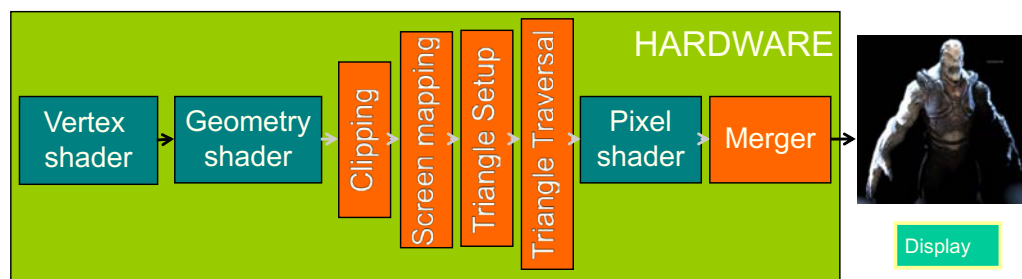 HARDWARE
Vertex
shader
Geometry
shader
Clipping
Screen mapping
Triangle Setup
Triangle Traversal
Pixel
shader
Merger
Display